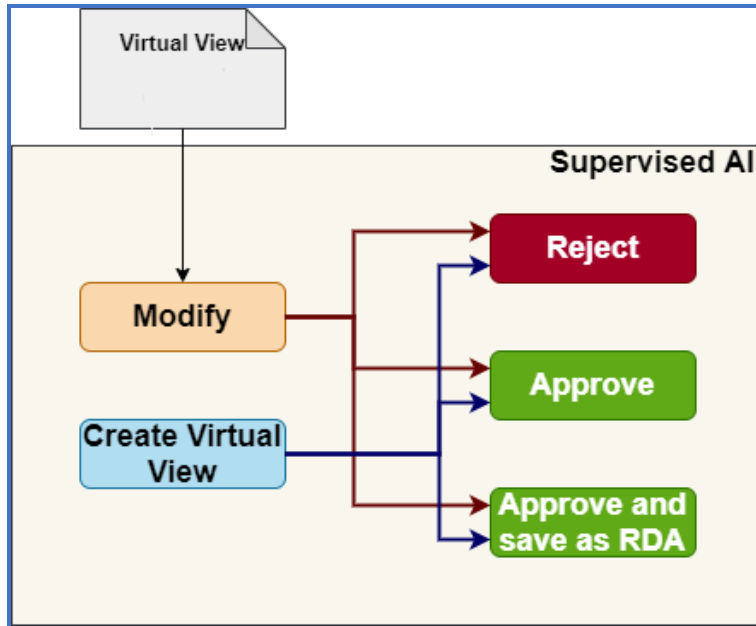 Virtual View
Supervised AI
Reject
Modify
Approve
Create Virtual
View
Approve and
save as RDA